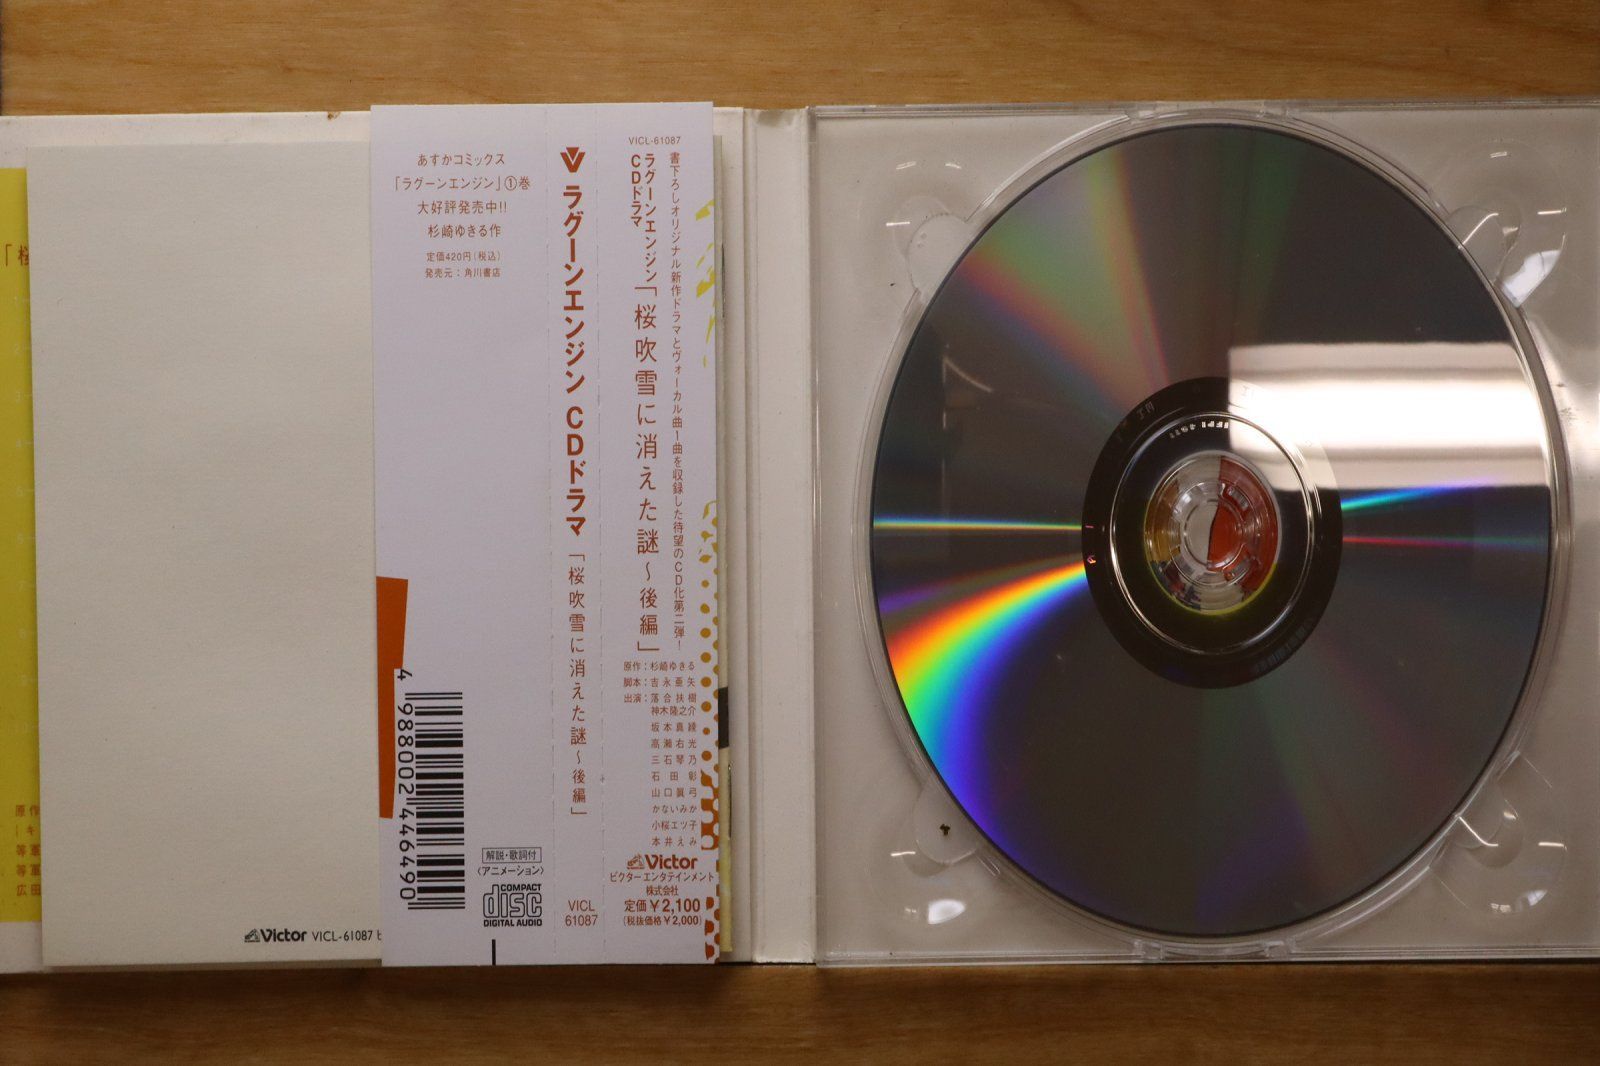 あすかコミックス
「ラグーンエンジン」①巻
大好評発売中!!
杉崎ゆきる作
定価420円(税込)
発売元：角川書店
4 988002 446490
解説・歌詞付
〈アニメーション〉
COMPACT
disc
DIGITAL AUDIO
ラグーンエンジン CDドラマ「桜吹雪に消えた謎～後編」
VICL
61087
VICL-61087
書下ろしオリジナル新作ドラマとヴォーカル曲1曲を収録した待望のCD化第二弾！
ラグーンエンジン
CDドラマ
「桜吹雪に消えた謎～後編」
原作：杉崎ゆきる
脚本：吉永亜矢
出演：落合扶樹
神木隆之介
坂本真綾
高瀬右光
三石琴乃
石田彰
山口眞弓
かないみか
小桜エツ子
本井えみ
Victor
ビクターエンタテインメント
株式会社
定価￥2,100
(税抜価格￥2,000)
Victor VICL-61087
「桜
原作
等軍
等軍
広田